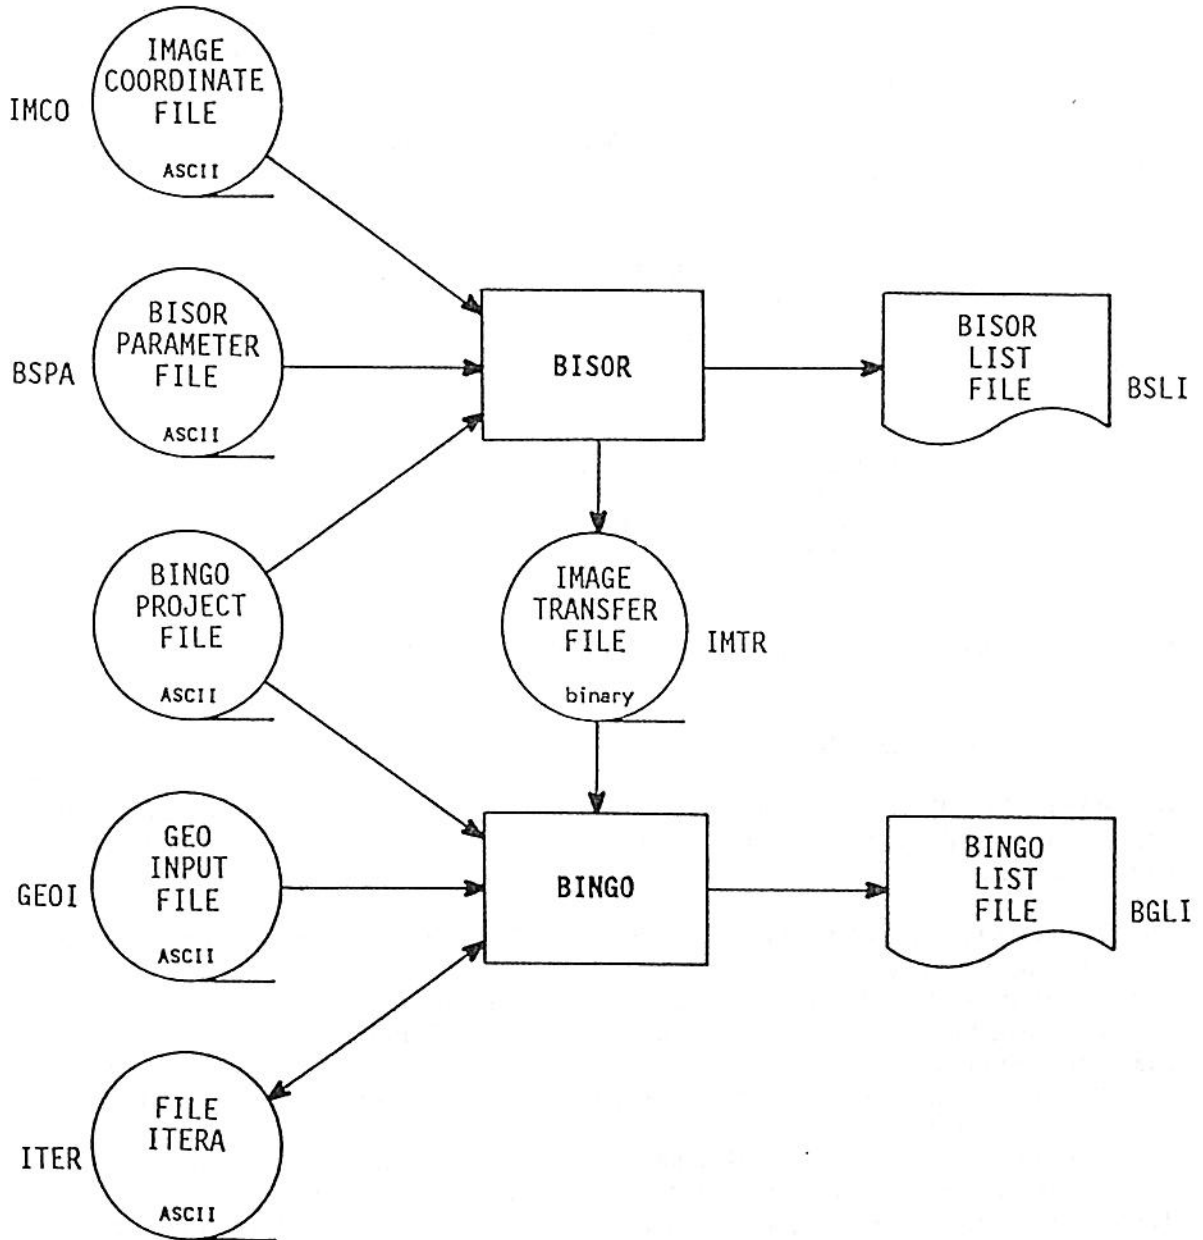 IMAGE
COORDINATE
FILE
ASCII
IMCO
BISOR
PARAMETER
FILE
ASCII
BSPA
BISOR
BISOR
LIST
FILE
BSLI
BINGO
PROJECT
FILE
ASCII
IMAGE
TRANSFER
FILE
binary
IMTR
GEO
INPUT
FILE
ASCII
GEOI
BINGO
BINGO
LIST
FILE
BGLI
FILE
ITERA
ASCII
ITER